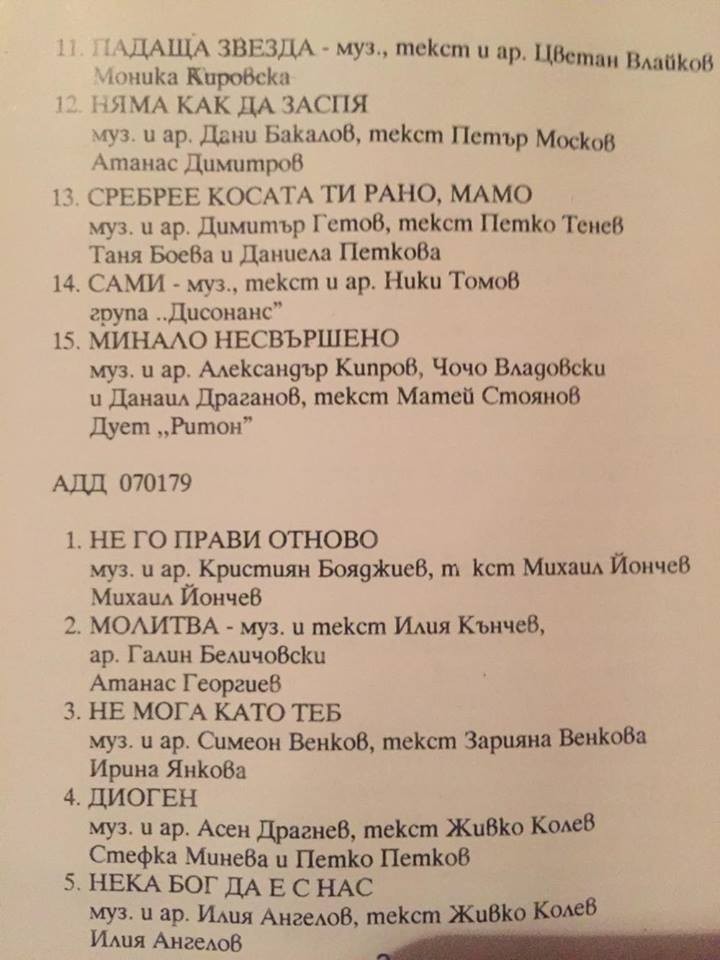 11. ПАДАЩА ЗВЕЗДА - муз., текст и ар. Цветан Влайков
Моника Кировска
12. НЯМА КАК ДА ЗАСПЯ
муз. и ар. Дани Бакалов, текст Петър Москов
Атанас Димитров
13. СРЕБРЕЕ КОСАТА ТИ РАНО, МАМО
муз. и ар. Димитър Гетов, текст Петко Тенев
Таня Боева и Даниела Петкова
14. САМИ - муз., текст и ар. Ники Томов
група „Дисонанс”
15. МИНАЛО НЕСВЪРШЕНО
муз. и ар. Александър Кипров, Чочо Владовски
и Данаил Драганов, текст Матей Стоянов
Дует „Ритон”
АДД 070179
1. НЕ ГО ПРАВИ ОТНОВО
муз. и ар. Кристиян Бояджиев, т кст Михаил Йончев
Михаил Йончев
2. МОЛИТВА - муз. и текст Илия Кънчев,
ар. Галин Беличовски
Атанас Георгиев
3. НЕ МОГА КАТО ТЕБ
муз. и ар. Симеон Венков, текст Зарияна Венкова
Ирина Янкова
4. ДИОГЕН
муз. и ар. Асен Драгнев, текст Живко Колев
Стефка Минева и Петко Петков
5. НЕКА БОГ ДА Е С НАС
муз. и ар. Илия Ангелов, текст Живко Колев
Илия Ангелов